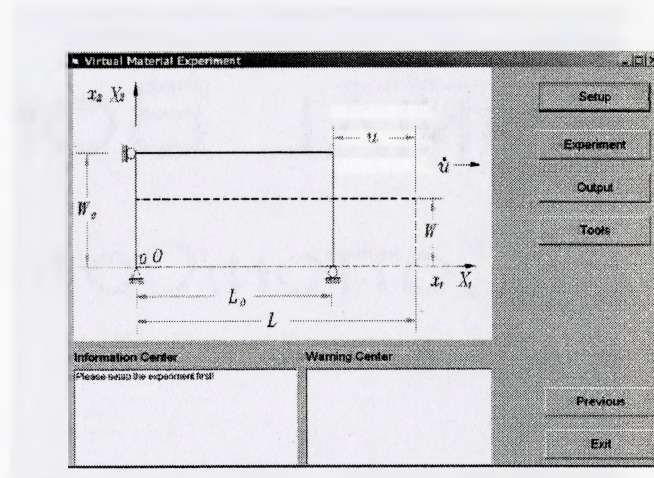 Virtual Material Experiment
x₂ X₂
u
u̇
W₀
W
o O
x₁ X₁
L₀
L
Setup
Experiment
Output
Tools
Information Center
Please setup the experiment first!
Warning Center
Previous
Exit